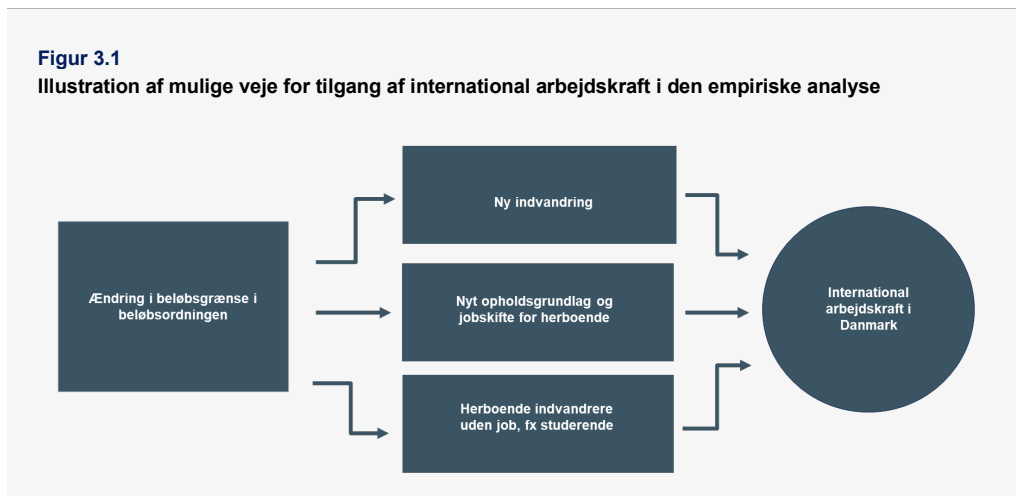 Figur 3.1
Illustration af mulige veje for tilgang af international arbejdskraft i den empiriske analyse
Ændring i beløbsgrænse i
beløbsordningen
Ny indvandring
Nyt opholdsgrundlag og
jobskifte for herboende
Herboende indvandrere
uden job, fx studerende
International
arbejdskraft i
Danmark